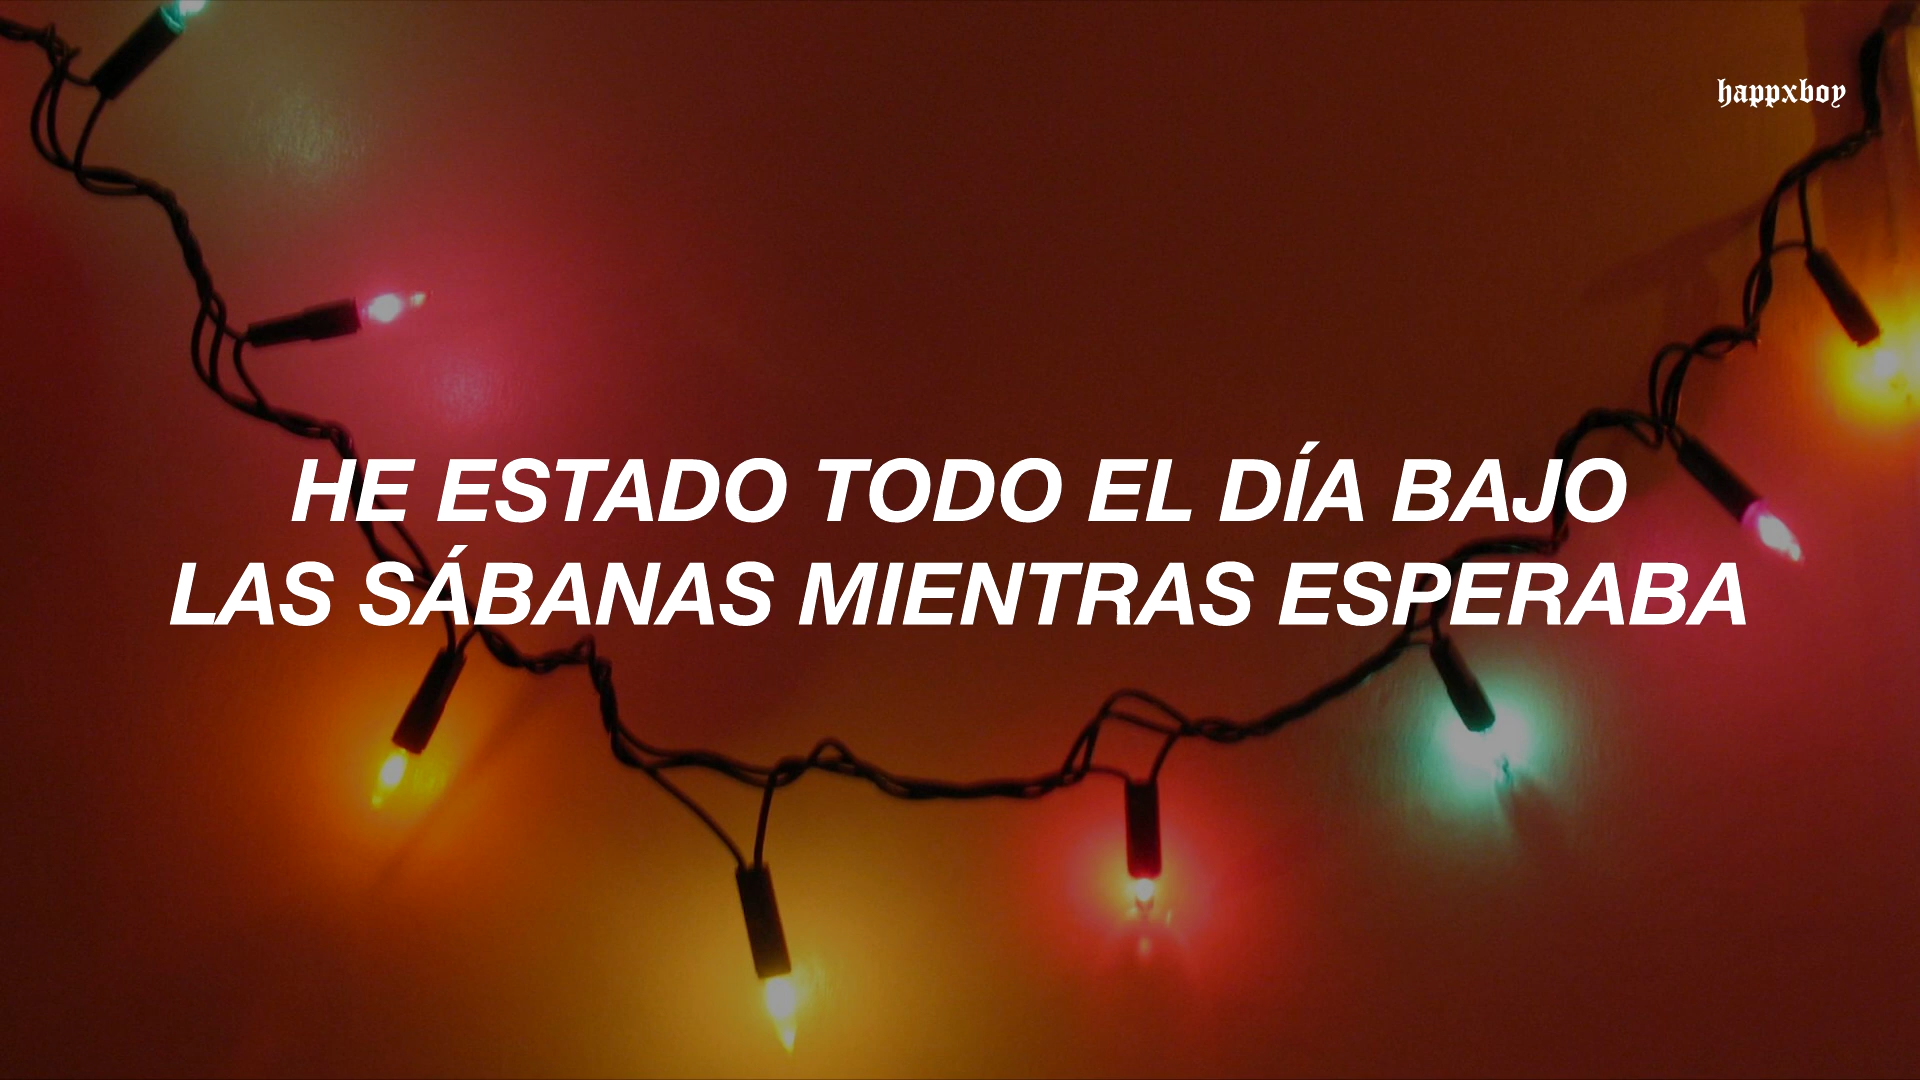 happxboy
HE ESTADO TODO EL DÍA BAJO
LAS SÁBANAS MIENTRAS ESPERABA